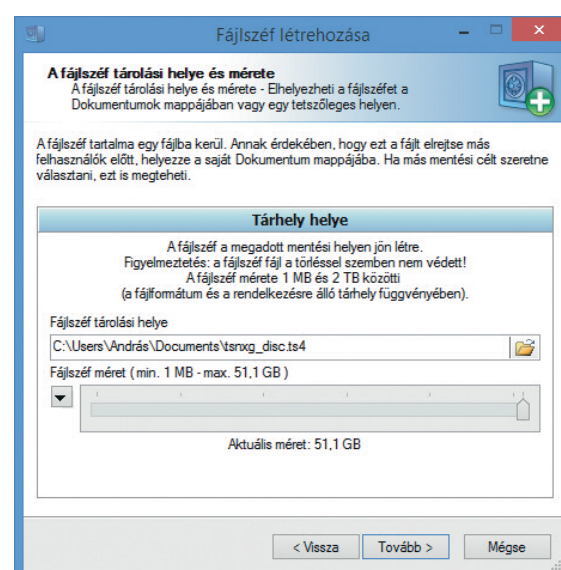 Fájlszéf létrehozása
A fájlszéf tárolási helye és mérete
A fájlszéf tárolási helye és mérete - Elhelyezheti a fájlszéfet a
Dokumentumok mappájában vagy egy tetszőleges helyen.
A fájlszéf tartalma egy fájlba kerül. Annak érdekében, hogy ezt a fájlt elrejtse más
felhasználók előtt, helyezze a saját Dokumentum mappájába. Ha más mentési célt szeretne
választani, ezt is megteheti.
Tárhely helye
A fájlszéf a megadott mentési helyen jön létre.
Figyelmeztetés: a fájlszéf fájl a törléssel szemben nem védett!
A fájlszéf mérete 1 MB és 2 TB közötti
(a fájlformátum és a rendelkezésre álló tárhely függvényében).
Fájlszéf tárolási helye
C:\Users\András\Documents\tsnxg_disc.ts4
Fájlszéf méret ( min. 1 MB - max. 51,1 GB )
Aktuális méret: 51,1 GB
< Vissza Tovább > Mégse